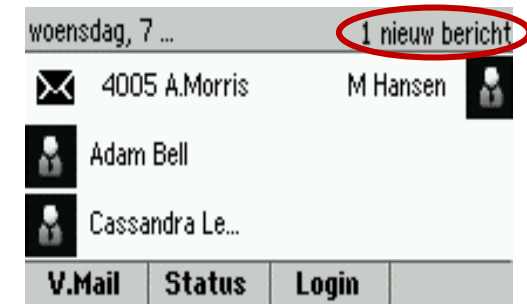 woensdag, 7 ... 1 nieuw bericht
4005 A.Morris M Hansen
Adam Bell
Cassandra Le...
V.Mail Status Login